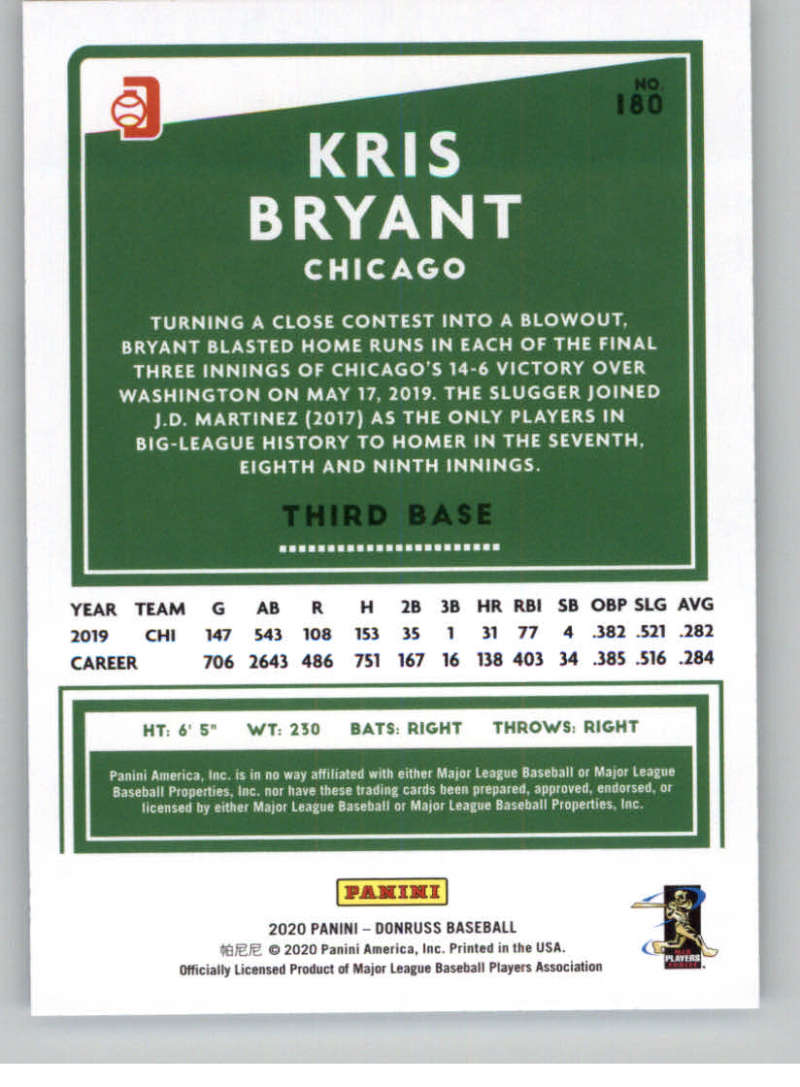 NO.
180
KRIS
BRYANT
CHICAGO
TURNING A CLOSE CONTEST INTO A BLOWOUT,
BRYANT BLASTED HOME RUNS IN EACH OF THE FINAL
THREE INNINGS OF CHICAGO'S 14-6 VICTORY OVER
WASHINGTON ON MAY 17, 2019. THE SLUGGER JOINED
J.D. MARTINEZ (2017) AS THE ONLY PLAYERS IN
BIG-LEAGUE HISTORY TO HOMER IN THE SEVENTH,
EIGHTH AND NINTH INNINGS.
THIRD BASE
YEAR TEAM G AB R H 2B 3B HR RBI SB OBP SLG AVG
2019 CHI 147 543 108 153 35 1 31 77 4 .382 .521 .282
CAREER 706 2643 486 751 167 16 138 403 34 .385 .516 .284
HT: 6' 5" WT: 230 BATS: RIGHT THROWS: RIGHT
Panini America, Inc. is in no way affiliated with either Major League Baseball or Major League
Baseball Properties, Inc. nor have these trading cards been prepared, approved, endorsed, or
licensed by either Major League Baseball or Major League Baseball Properties, Inc.
PANINI
2020 PANINI – DONRUSS BASEBALL
帕尼尼 © 2020 Panini America, Inc. Printed in the USA.
Officially Licensed Product of Major League Baseball Players Association
PLAYERS